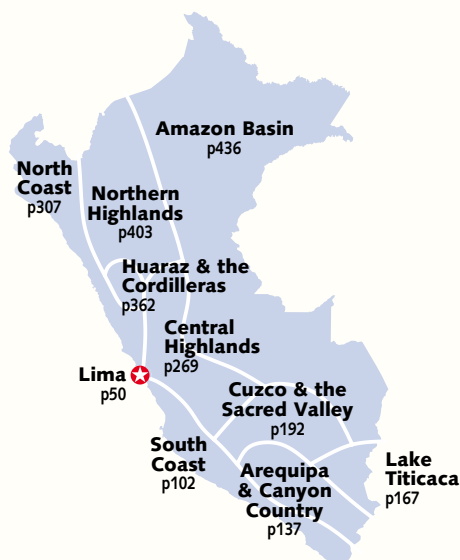 Amazon Basin
p436
North
Coast
p307
Northern
Highlands
p403
Huaraz & the
Cordilleras
p362
Central
Highlands
p269
Lima
p50
Cuzco & the
Sacred Valley
p192
South
Coast
p102
Arequipa
& Canyon
Country
p137
Lake
Titicaca
p167